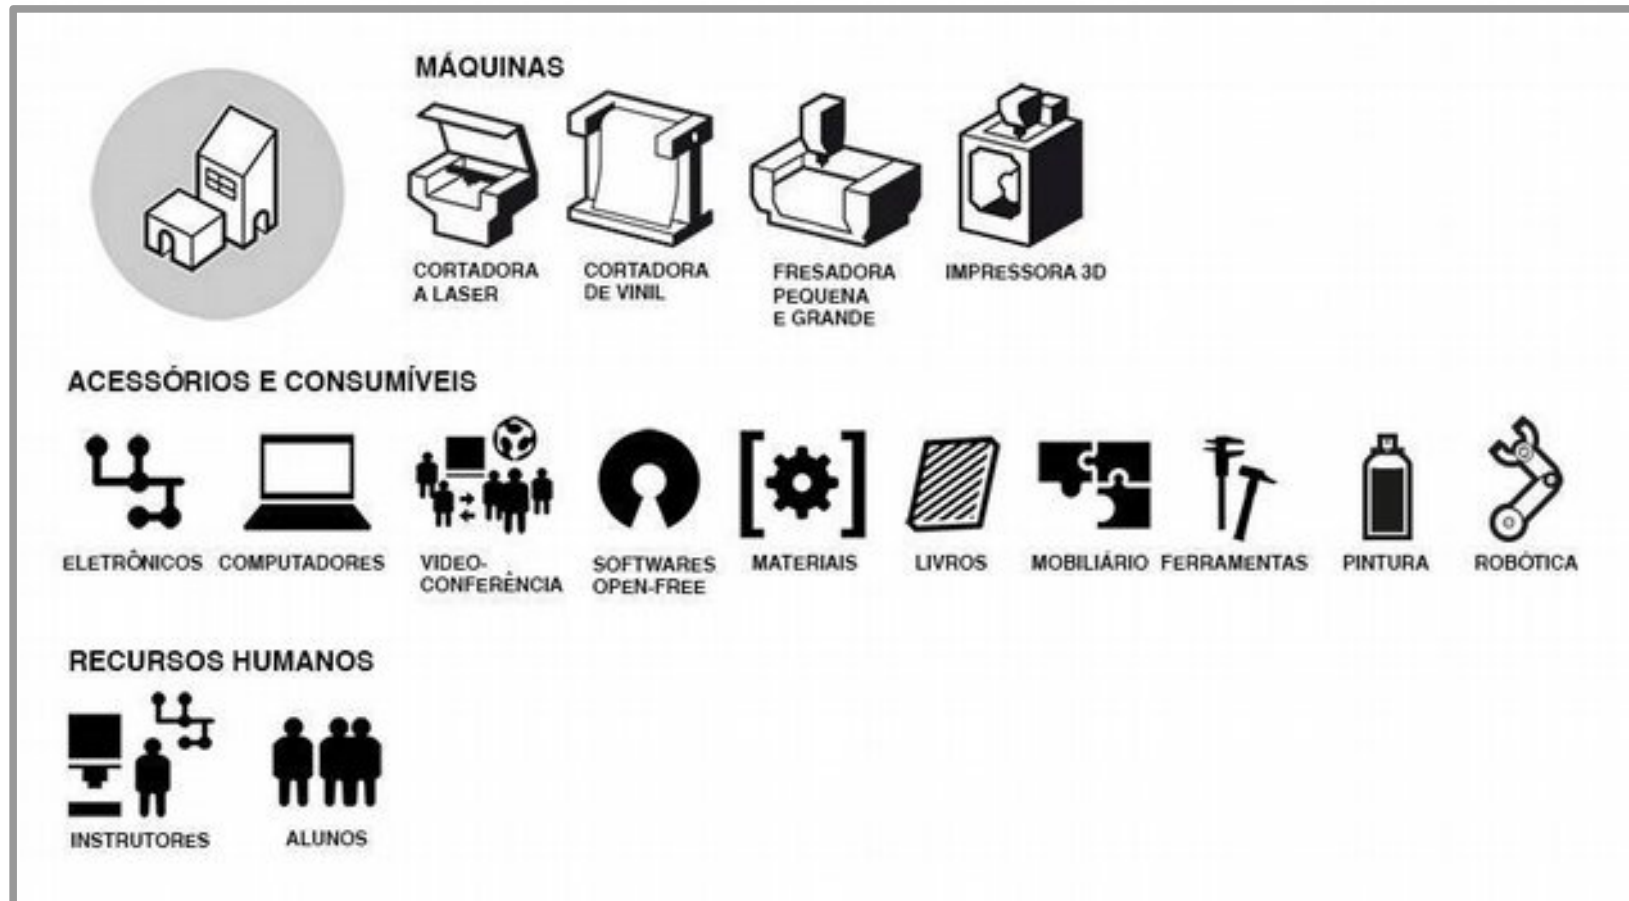 MÁQUINAS
CORTADORA
A LASER
CORTADORA
DE VINIL
FRESADORA
PEQUENA
E GRANDE
IMPRESSORA 3D
ACESSÓRIOS E CONSUMÍVEIS
ELETRÔNICOS
COMPUTADORES
VIDEO-
CONFERÊNCIA
SOFTWARES
OPEN-FREE
MATERIAIS
LIVROS
MOBILIÁRIO
FERRAMENTAS
PINTURA
ROBÓTICA
RECURSOS HUMANOS
INSTRUTORES
ALUNOS